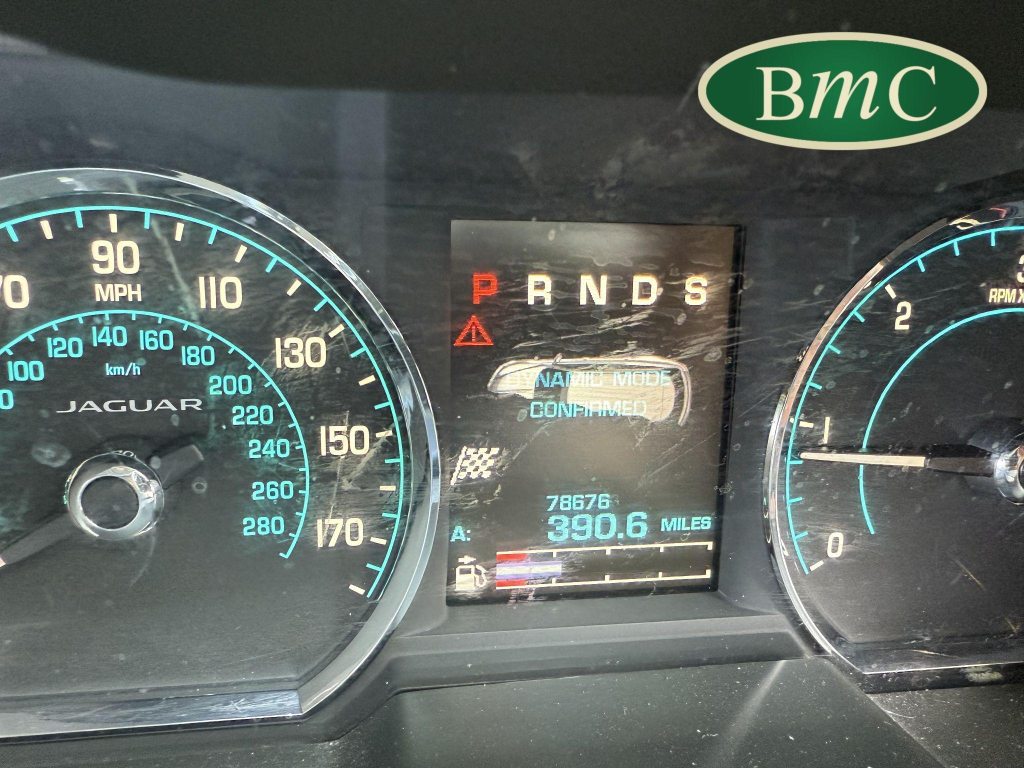 BMC
70
90
110
130
150
170
MPH
100
120
140
160
180
200
220
240
260
280
km/h
JAGUAR
P R N D S
DYNAMIC MODE
CONFIRMED
78676
A: 390.6 MILES
3
RPM X
2
1
0